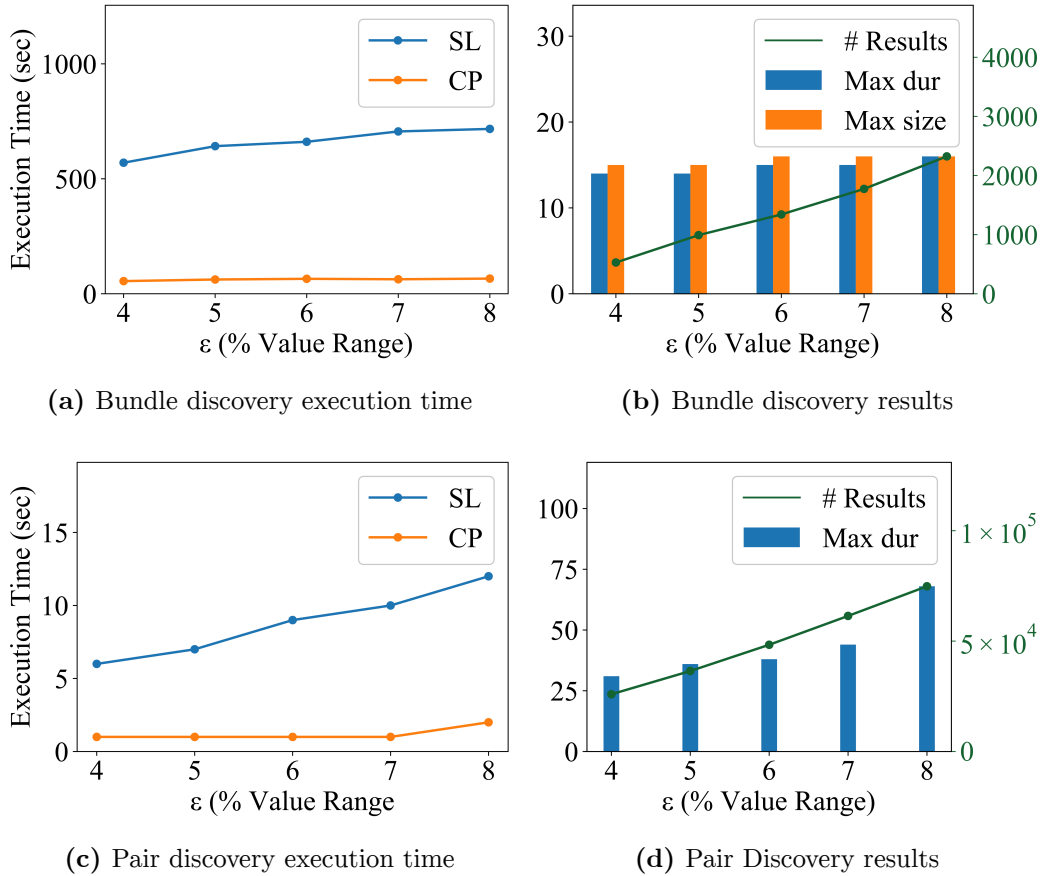 Execution Time (sec)
1000
500
0
SL
CP
4 5 6 7 8
ε (% Value Range)
(a) Bundle discovery execution time
30
20
10
0
# Results
Max dur
Max size
4000
3000
2000
1000
0
4 5 6 7 8
ε (% Value Range)
(b) Bundle discovery results
Execution Time (sec)
15
10
5
0
SL
CP
4 5 6 7 8
ε (% Value Range
(c) Pair discovery execution time
100
75
50
25
0
# Results
Max dur
1 × 10⁵
5 × 10⁴
0
4 5 6 7 8
ε (% Value Range)
(d) Pair Discovery results